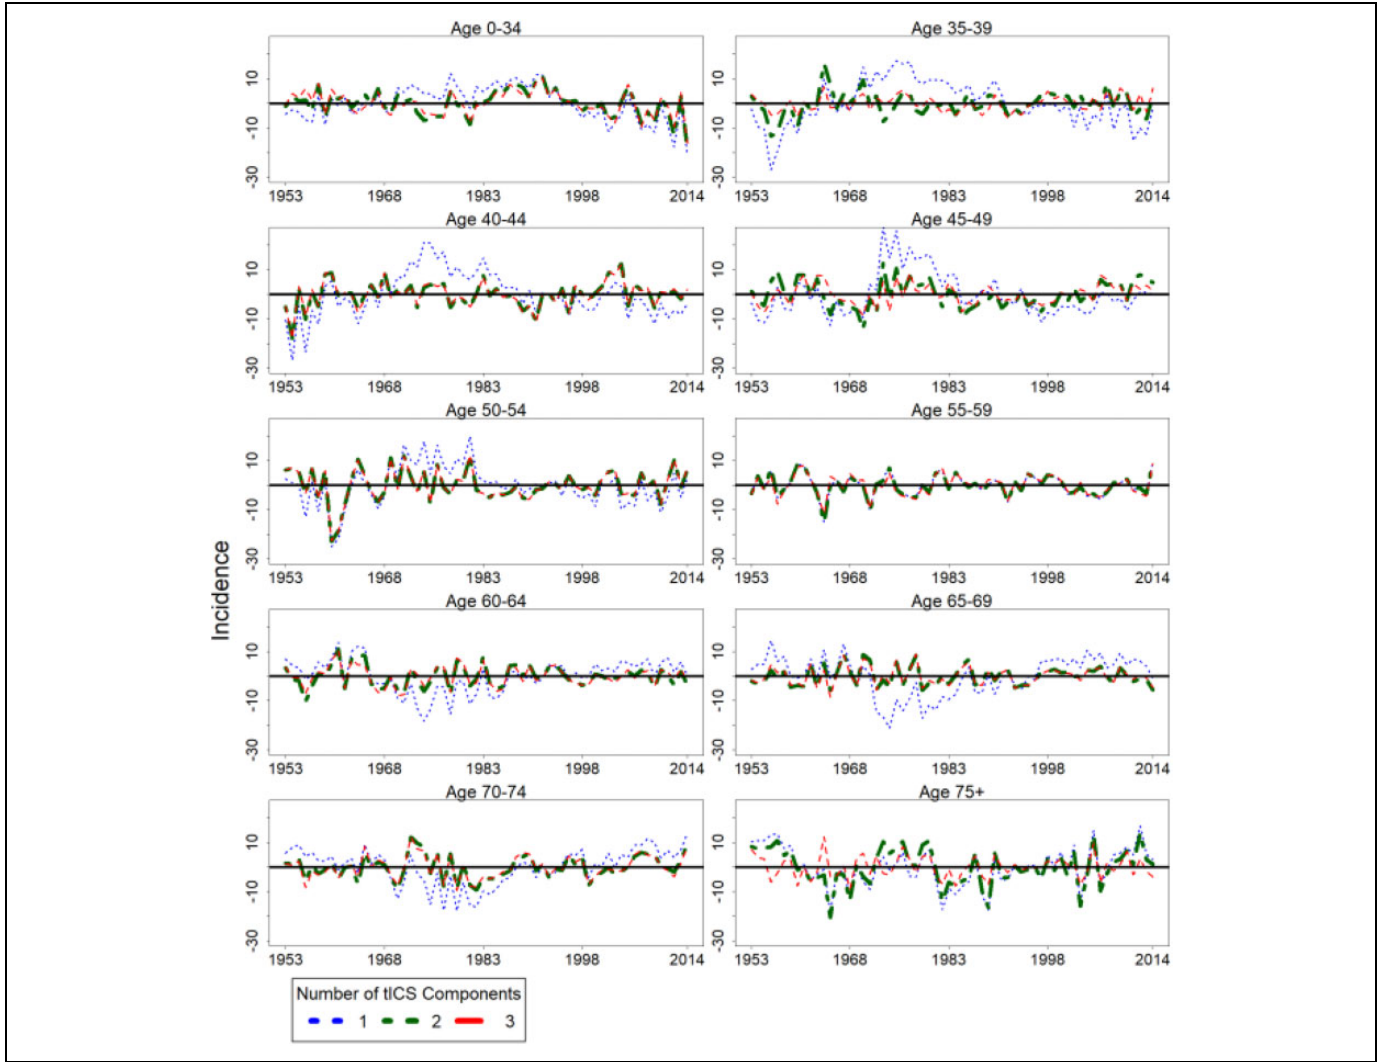 Age 0-34
Age 35-39
10
-10
-30
1953 1968 1983 1998 2014
10
-10
-30
1953 1968 1983 1998 2014
Age 40-44
Age 45-49
10
-10
-30
1953 1968 1983 1998 2014
10
-10
-30
1953 1968 1983 1998 2014
Age 50-54
Age 55-59
10
-10
-30
1953 1968 1983 1998 2014
10
-10
-30
1953 1968 1983 1998 2014
Incidence
Age 60-64
Age 65-69
10
-10
-30
1953 1968 1983 1998 2014
10
-10
-30
1953 1968 1983 1998 2014
Age 70-74
Age 75+
10
-10
-30
1953 1968 1983 1998 2014
10
-10
-30
1953 1968 1983 1998 2014
Number of tICS Components
1 2 3